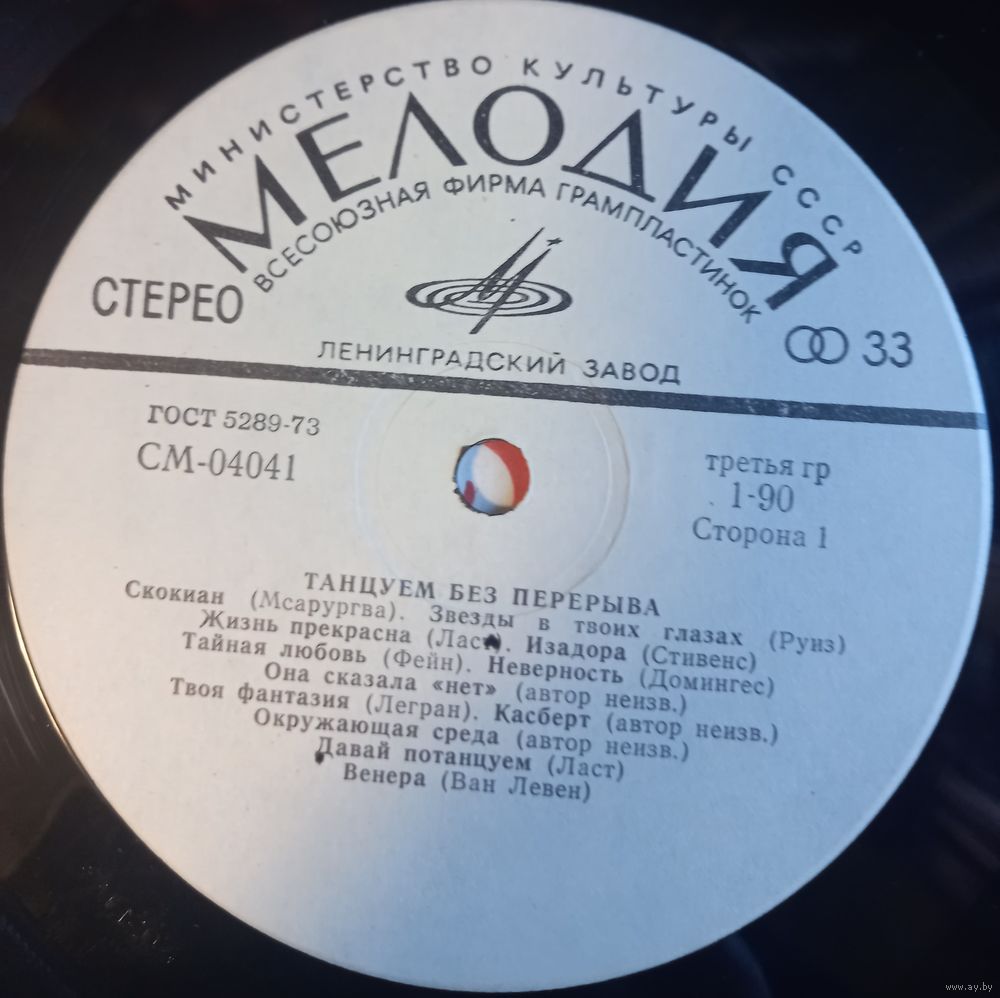 МИНИСТЕРСТВО КУЛЬТУРЫ СССР
МЕЛОДИЯ
ВСЕСОЮЗНАЯ ФИРМА ГРАМПЛАСТИНОК
СТЕРЕО
33
ЛЕНИНГРАДСКИЙ ЗАВОД
ГОСТ 5289-73
СМ-04041
третья гр
1-90
Сторона 1
ТАНЦУЕМ БЕЗ ПЕРЕРЫВА
Скокиан (Мсарургва). Звезды в твоих глазах (Руиз)
Жизнь прекрасна (Ласт). Изадора (Стивенс)
Тайная любовь (Фейн). Неверность (Домингес)
Она сказала «нет» (автор неизв.)
Твоя фантазия (Легран). Касберт (автор неизв.)
Окружающая среда (автор неизв.)
Давай потанцуем (Ласт)
Венера (Ван Левен)
www.ay.by